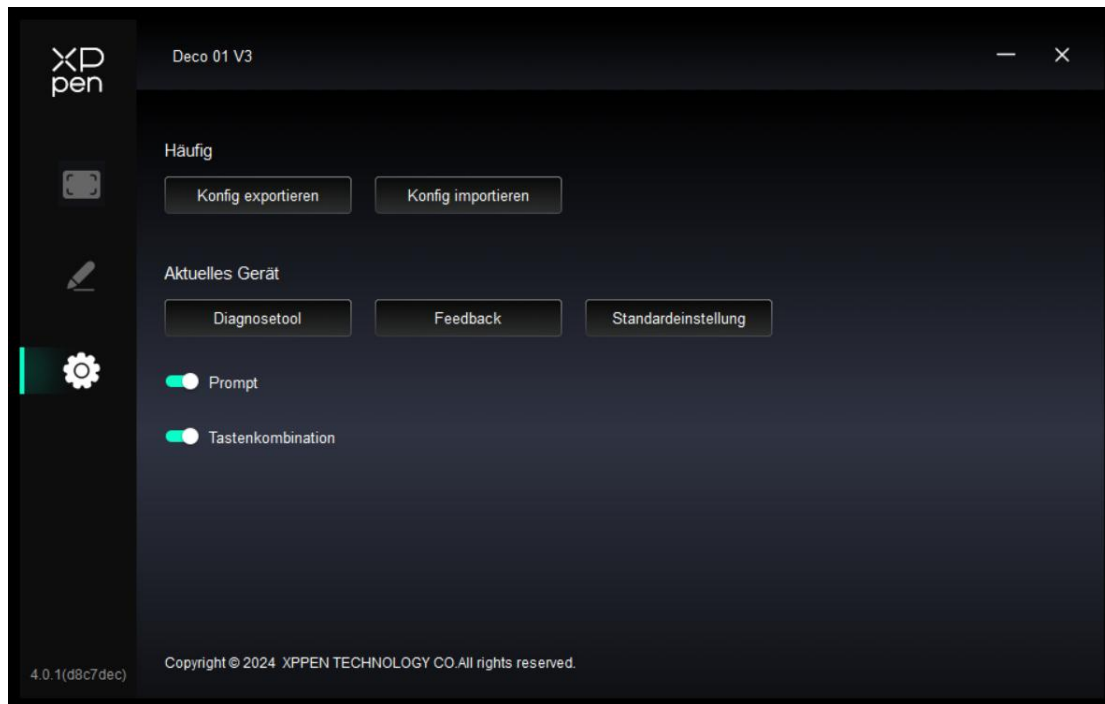 XP
pen
Deco 01 V3
Häufig
Konfig exportieren Konfig importieren
Aktuelles Gerät
Diagnosetool Feedback Standardeinstellung
Prompt
Tastenkombination
Copyright © 2024 XPPEN TECHNOLOGY CO.All rights reserved.
4.0.1(d8c7dec)